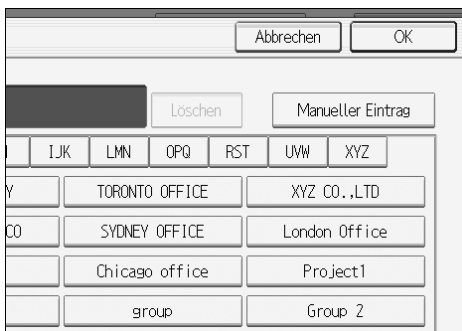 Abbrechen OK
Löschen Manueller Eintrag
IJK LMN OPQ RST UVW XYZ
Y TORONTO OFFICE XYZ CO.,LTD
CO SYDNEY OFFICE London Office
Chicago office Project1
group Group 2